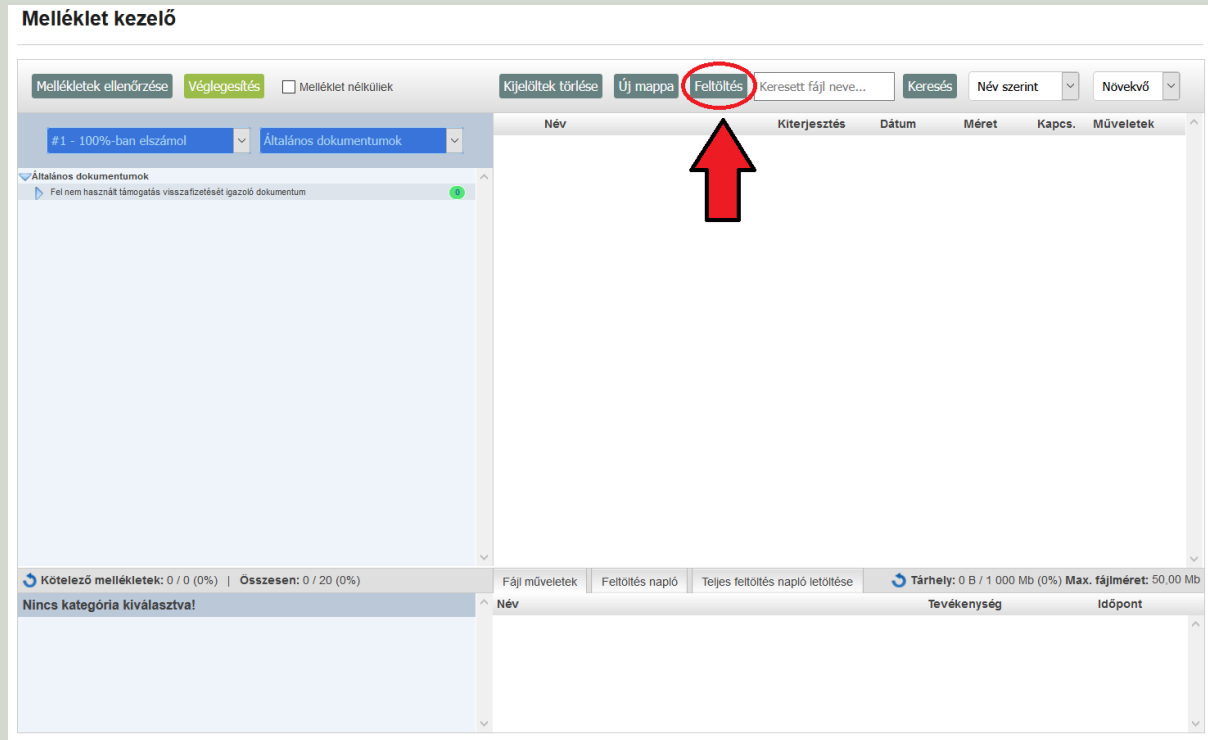 Melléklet kezelő
Mellékletek ellenőrzése Véglegesítés Melléklet nélküliek Kijelöltek törlése Új mappa Feltöltés Keresett fájl neve... Keresés Név szerint Növekvő
#1 - 100%-ban elszámol Általános dokumentumok
Név Kiterjesztés Dátum Méret Kapcs. Műveletek
Általános dokumentumok
Fel nem használt támogatás visszafizetését igazoló dokumentum 0
Kötelező mellékletek: 0 / 0 (0%) | Összesen: 0 / 20 (0%)
Fájl műveletek Feltöltés napló Teljes feltöltés napló letöltése Tárhely: 0 B / 1 000 Mb (0%) Max. fájlméret: 50,00 Mb
Nincs kategória kiválasztva!
Név Tevékenység Időpont